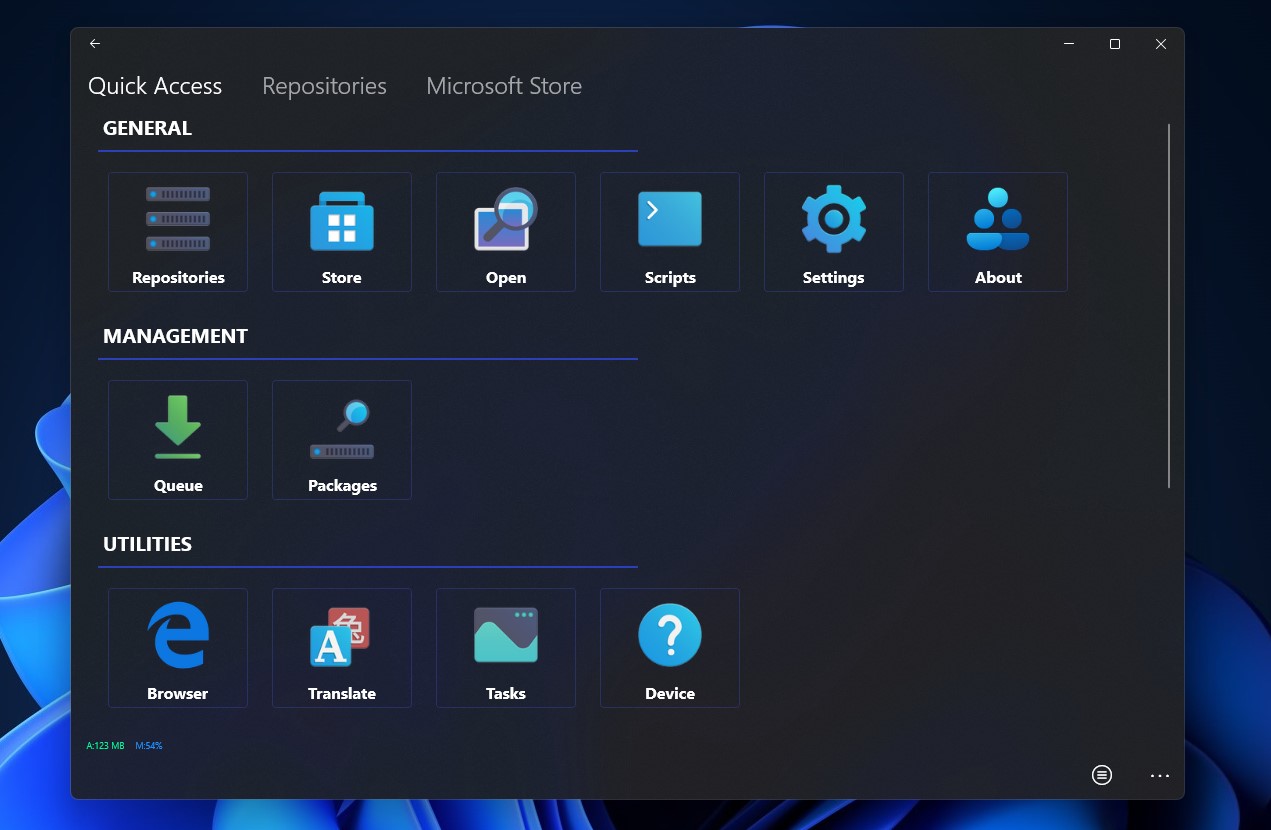 Quick Access Repositories Microsoft Store
GENERAL
Repositories Store Open Scripts Settings About
MANAGEMENT
Queue Packages
UTILITIES
A 兔
Browser Translate Tasks Device
A:123 MB M:54%